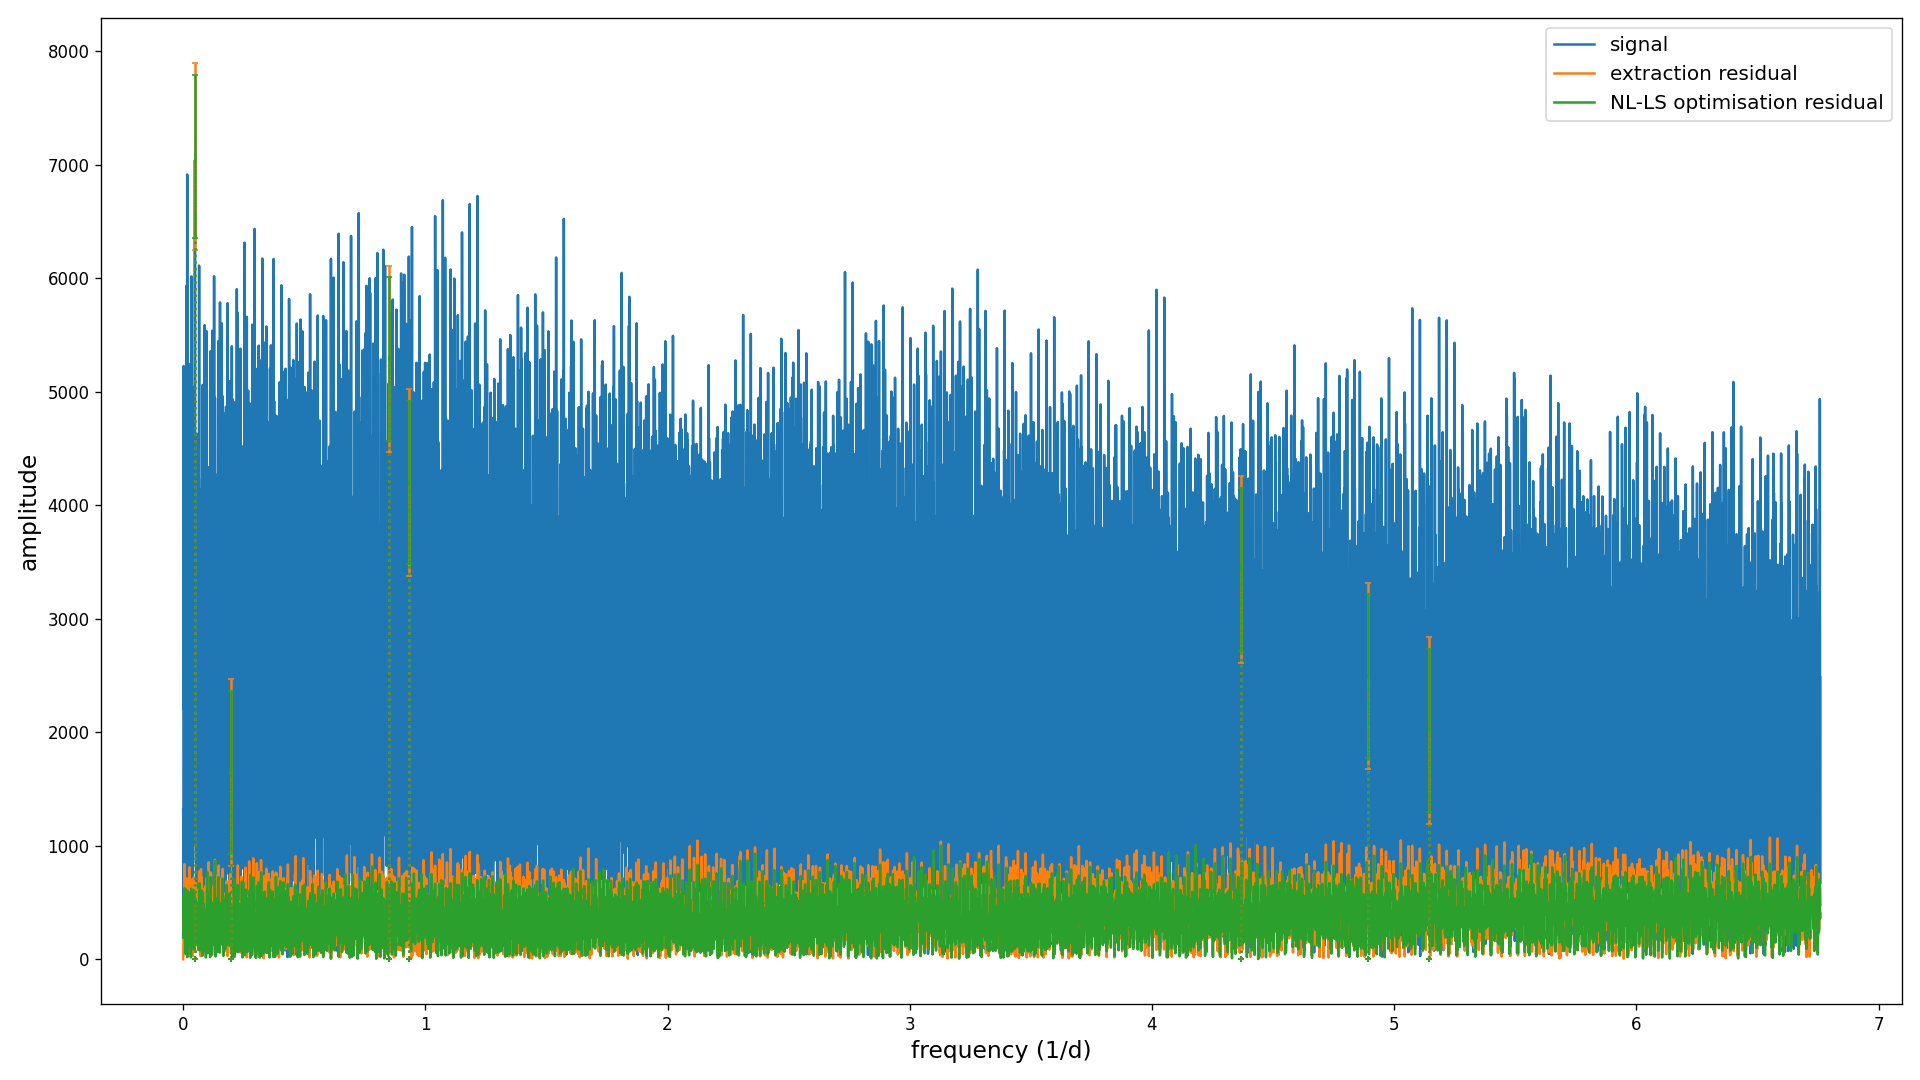 signal
extraction residual
NL-LS optimisation residual
amplitude
8000
7000
6000
5000
4000
3000
2000
1000
0
0 1 2 3 4 5 6 7
frequency (1/d)